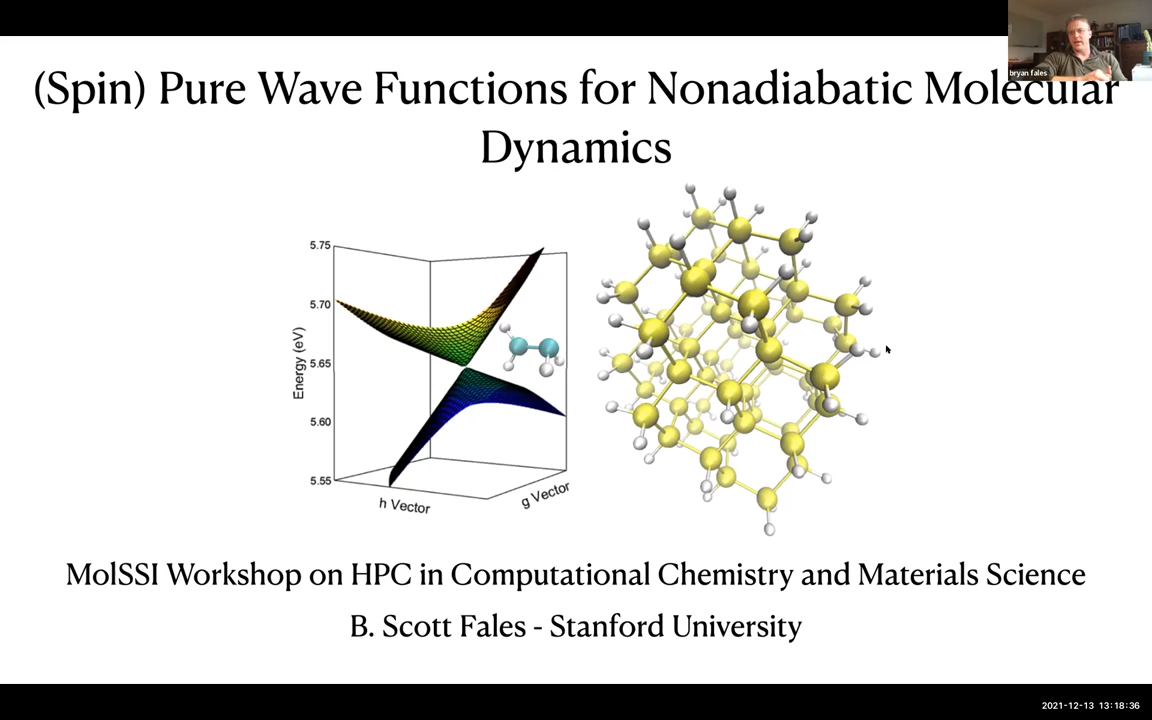 bryan fales
(Spin) Pure Wave Functions for Nonadiabatic Molecular
Dynamics
5.75
5.70
5.65
5.60
5.55
Energy (eV)
h Vector
g Vector
MolSSI Workshop on HPC in Computational Chemistry and Materials Science
B. Scott Fales - Stanford University
2021-12-13 13:18:36